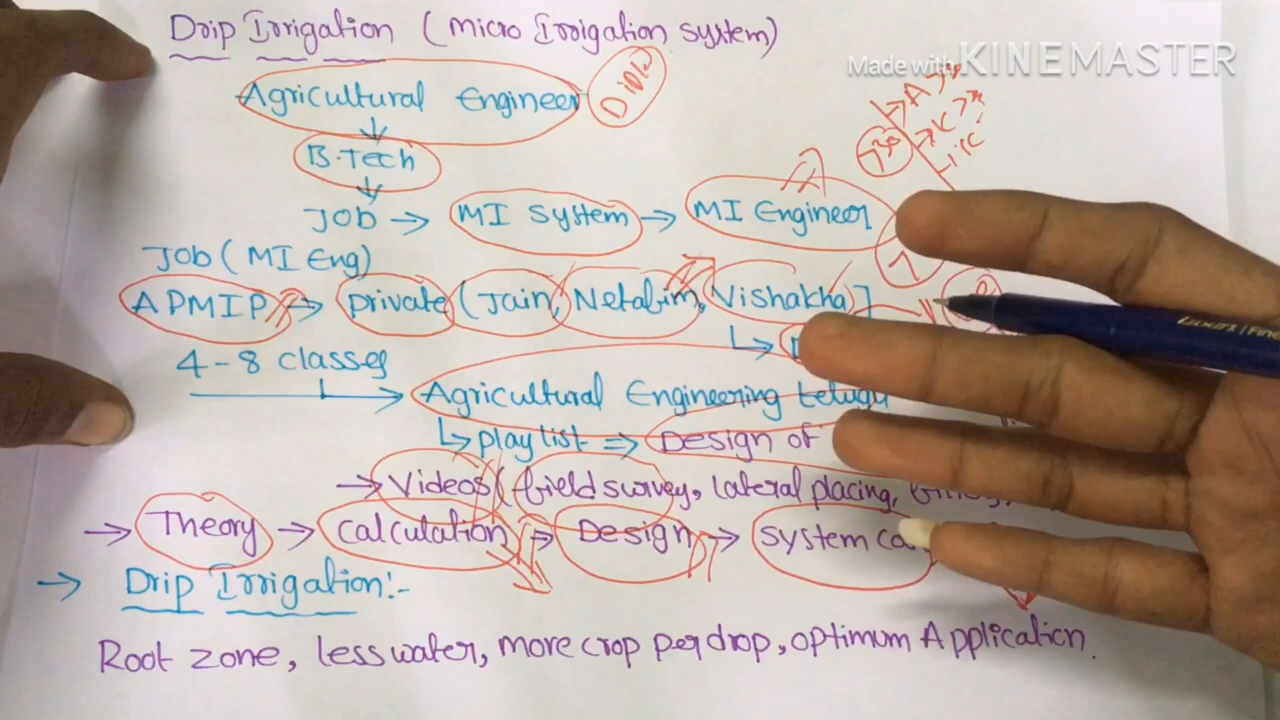 Made with KINEMASTER
Drip Irrigation (micro Irrigation system)
Agricultural Engineer
B.Tech
JOB → MI System → MI Engineer
JOB (MI Eng)
APMIP → private (Jain, Netafim, Vishakha]
4-8 classes
→ Agricultural Engineering telugu
↳ playlist ⇒ Design of
→ Videos (field survey, lateral placing,
→ Theory → calculation → Design → system
→ Drip Irrigation:-
Root zone, less water, more crop per drop, optimum Application.